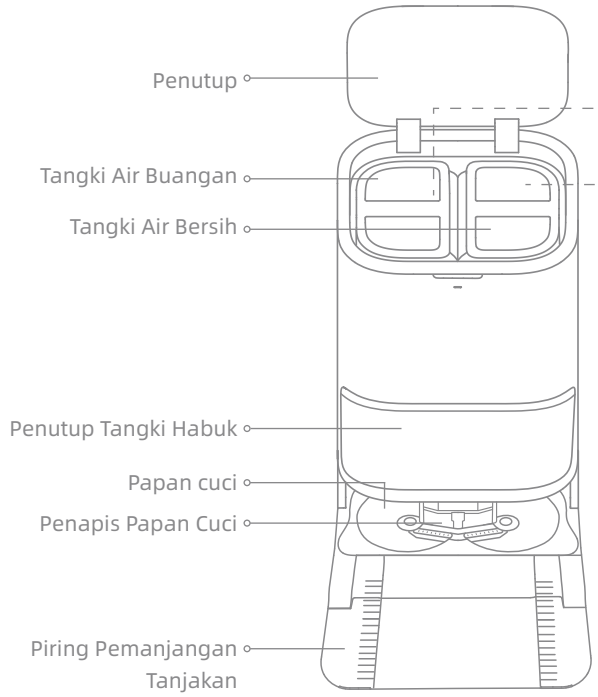 Penutup
Tangki Air Buangan
Tangki Air Bersih
Penutup Tangki Habuk
Papan cuci
Penapis Papan Cuci
Piring Pemanjangan
Tanjakan